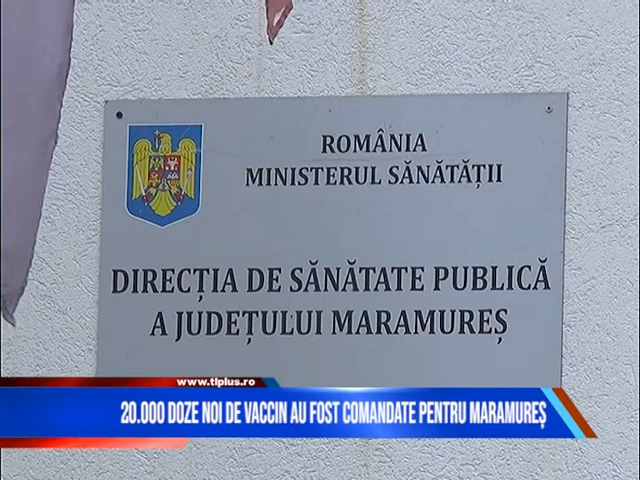 ROMÂNIA
MINISTERUL SĂNĂTĂȚII
DIRECȚIA DE SĂNĂTATE PUBLICĂ
A JUDEȚULUI MARAMUREȘ
www.tlplus.ro
20.000 DOZE NOI DE VACCIN AU FOST COMANDATE PENTRU MARAMUREȘ